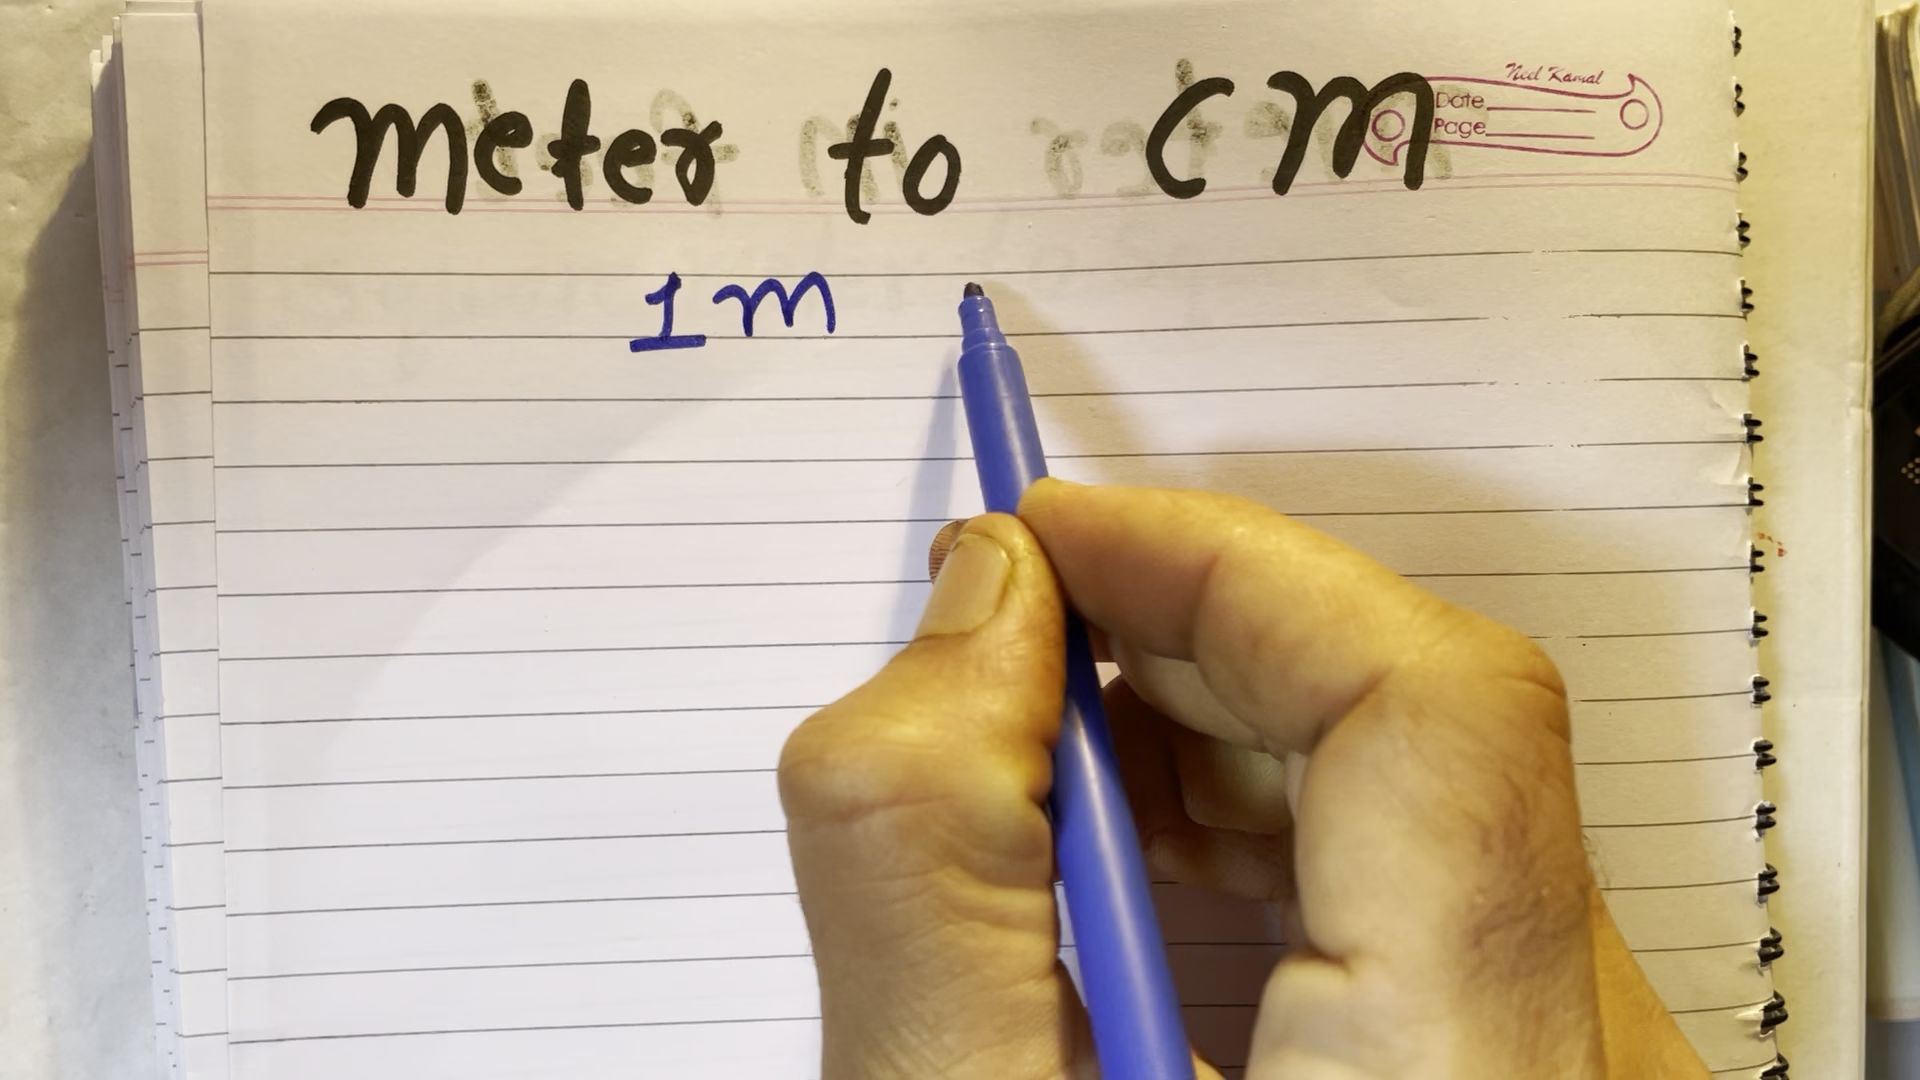 meter to cm
Neel Kamal
Date
Page
1m